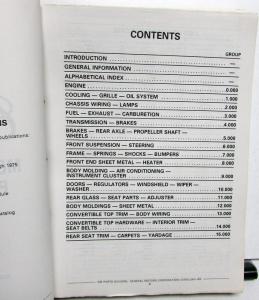 NS
publications
gh 1975
atalog
CONTENTS
GROUP
INTRODUCTION —
GENERAL INFORMATION —
ALPHABETICAL INDEX —
ENGINE 0.000
COOLING — GRILLE — OIL SYSTEM 1.000
CHASSIS WIRING — LAMPS 2.000
FUEL — EXHAUST — CARBURETION 3.000
TRANSMISSION — 4.000
BRAKES — REAR AXLE — PROPELLER SHAFT —
WHEELS 5.000
FRONT SUSPENSION — STEERING 6.000
FRAME — SPRINGS — SHOCKS — BUMPERS 7.000
FRONT END SHEET METAL — HEATER 8.000
BODY MOLDING — AIR CONDITIONING —
INSTRUMENT CLUSTER 9.000
DOORS — REGULATORS — WINDSHIELD — WIPER —
WASHER 10.000
REAR GLASS — SEAT PARTS — ADJUSTER 11.000
BODY MOLDINGS — SHEET METAL 12.000
CONVERTIBLE TOP — BODY WIRING 13.000
CONVERTIBLE TOP HARDWARE — INTERIOR TRIM —
SEAT BELTS 14.000
REAR SEAT TRIM — CARPETS — YARDAGE 15.000